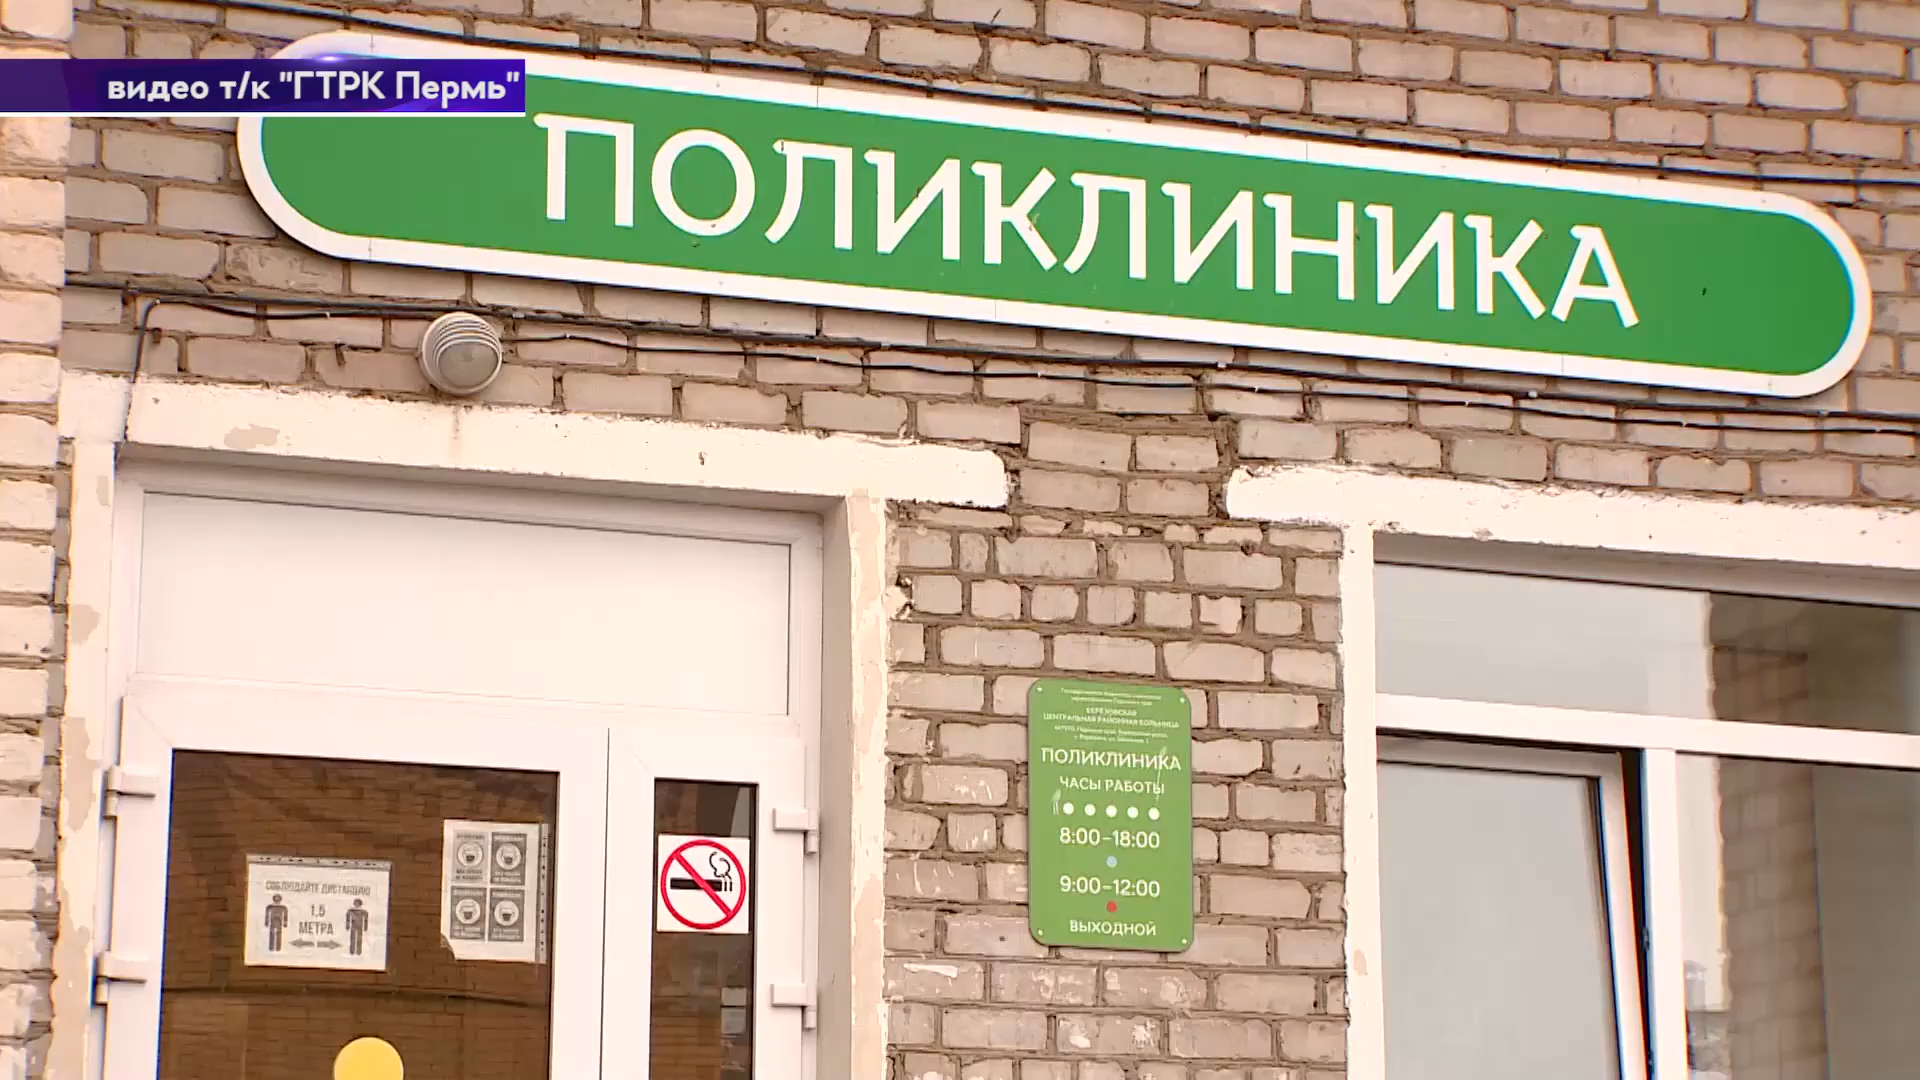 видео т/к "ГТРК Пермь"
ПОЛИКЛИНИКА
БЕРЕЗОВСКАЯ
ЦЕНТРАЛЬНАЯ РАЙОННАЯ БОЛЬНИЦА
ПОЛИКЛИНИКА
ЧАСЫ РАБОТЫ
8:00-18:00
9:00-12:00
ВЫХОДНОЙ
СОБЛЮДАЙТЕ ДИСТАНЦИЮ
1,5
МЕТРА